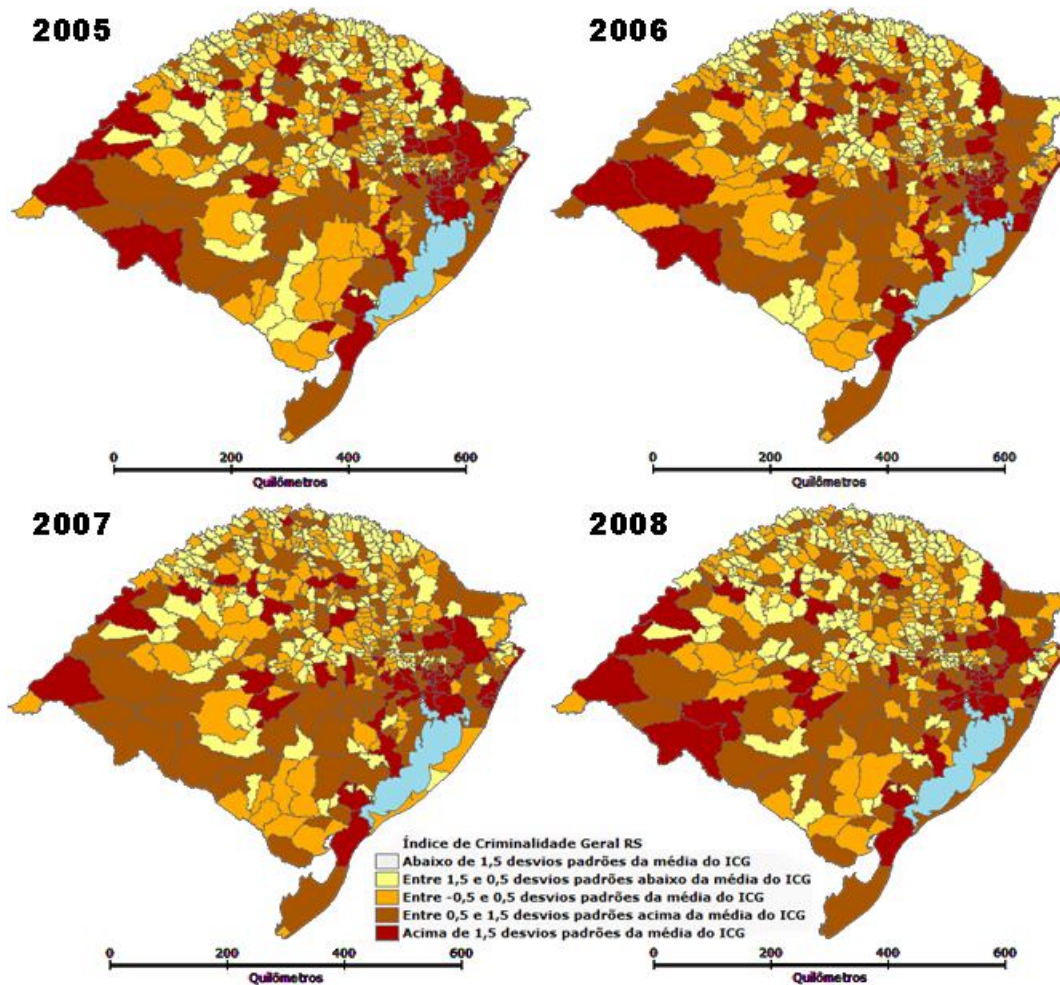 2005
2006
0 200 400 600
Quilômetros
0 200 400 600
Quilômetros
2007
2008
Índice de Criminalidade Geral RS
Abaixo de 1,5 desvios padrões da média do ICG
Entre 1,5 e 0,5 desvios padrões abaixo da média do ICG
Entre -0,5 e 0,5 desvios padrões da média do ICG
Entre 0,5 e 1,5 desvios padrões acima da média do ICG
Acima de 1,5 desvios padrões da média do ICG
0 200 400 600
Quilômetros
0 200 400 600
Quilômetros